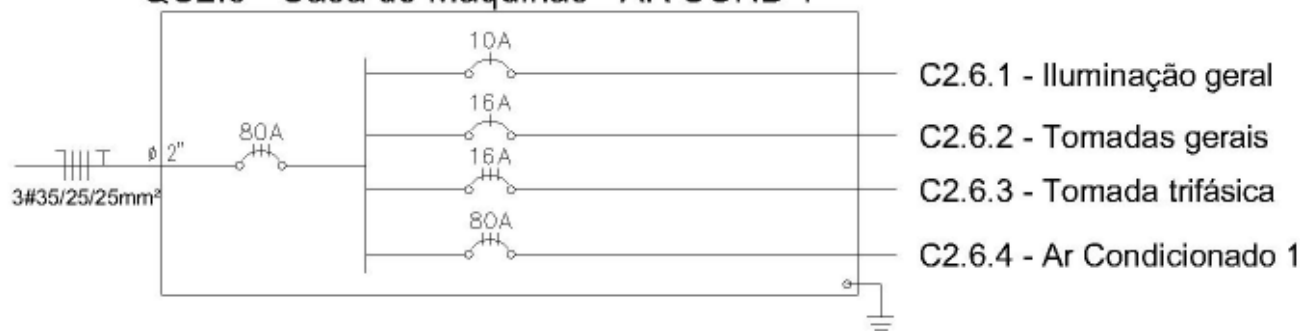 10A
C2.6.1 - Iluminação geral
16A
80A
C2.6.2 - Tomadas gerais
ø 2"
16A
3#35/25/25mm²
C2.6.3 - Tomada trifásica
80A
C2.6.4 - Ar Condicionado 1